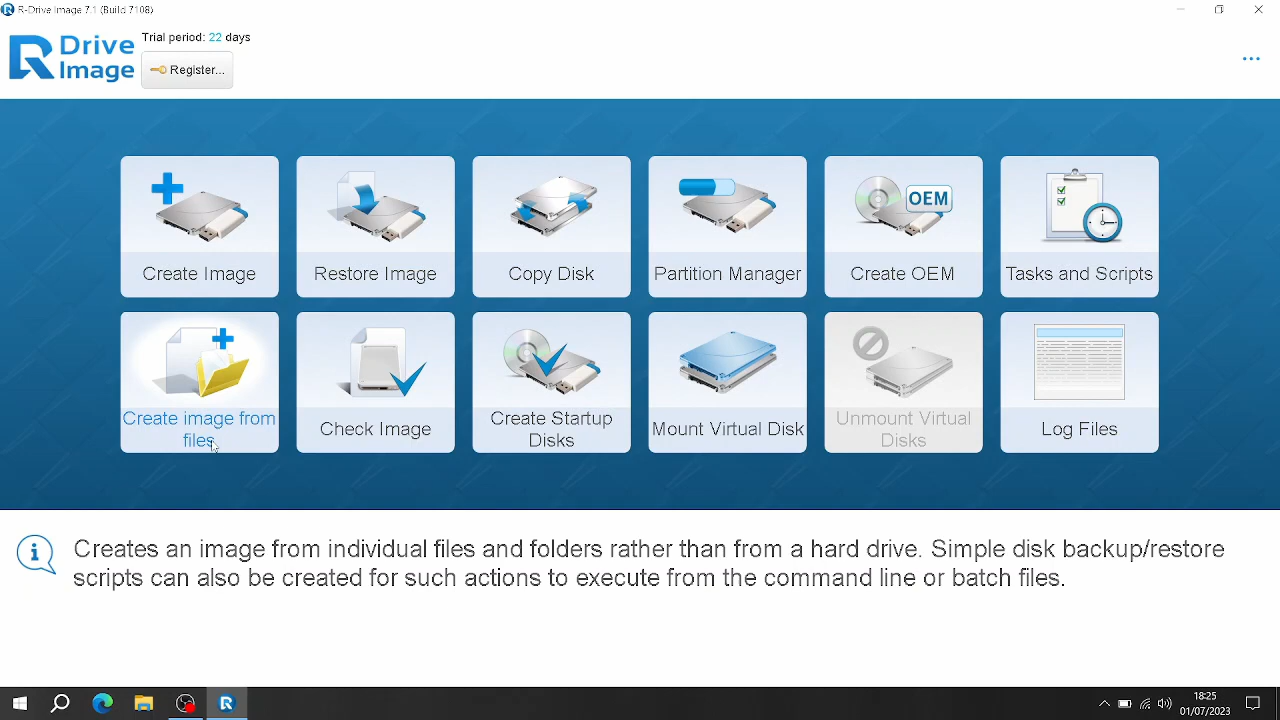 R-Drive Image 7.1 (Build 7108)
Drive
Image
Trial period: 22 days
Register...
Create Image
Restore Image
Copy Disk
Partition Manager
OEM
Create OEM
Tasks and Scripts
Create image from
files
Check Image
Create Startup
Disks
Mount Virtual Disk
Unmount Virtual
Disks
Log Files
Creates an image from individual files and folders rather than from a hard drive. Simple disk backup/restore
scripts can also be created for such actions to execute from the command line or batch files.
18:25
01/07/2023